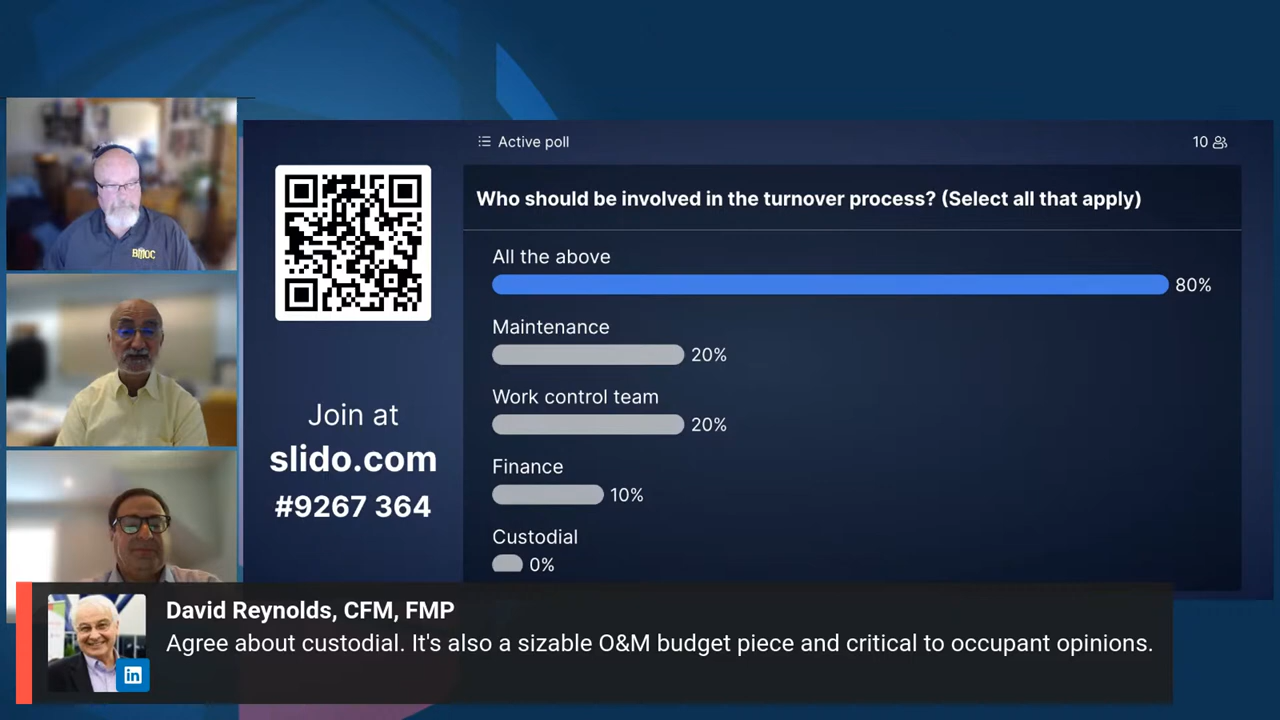 Active poll
10
Who should be involved in the turnover process? (Select all that apply)
All the above
80%
Maintenance
20%
Work control team
20%
Finance
10%
Custodial
0%
Join at
slido.com
#9267 364
David Reynolds, CFM, FMP
Agree about custodial. It's also a sizable O&M budget piece and critical to occupant opinions.
in